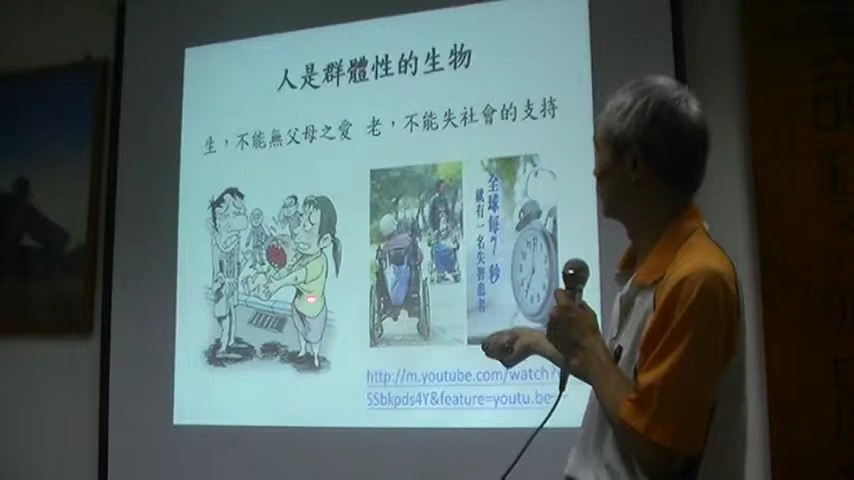 人是群體性的生物
生，不能無父母之愛 老，不能失社會的支持
全球每7秒
就有一名失智患者
http://m.youtube.com/watch?
5Sbkpds4Y&feature=youtu.be